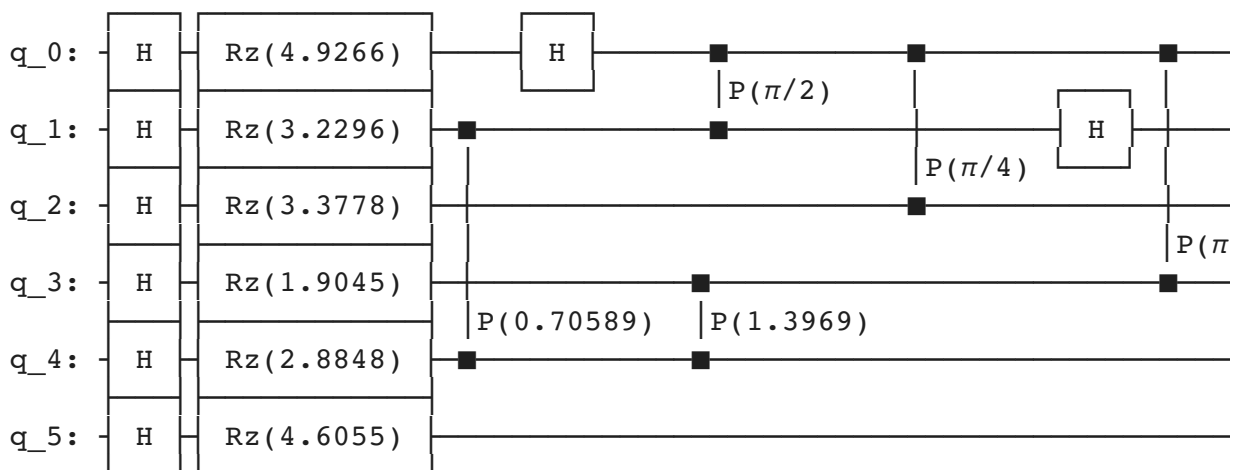 q_0: H Rz(4.9266) H
P(π/2)
q_1: H Rz(3.2296) H
P(π/4)
q_2: H Rz(3.3778)
P(π
q_3: H Rz(1.9045)
P(0.70589) P(1.3969)
q_4: H Rz(2.8848)
q_5: H Rz(4.6055)